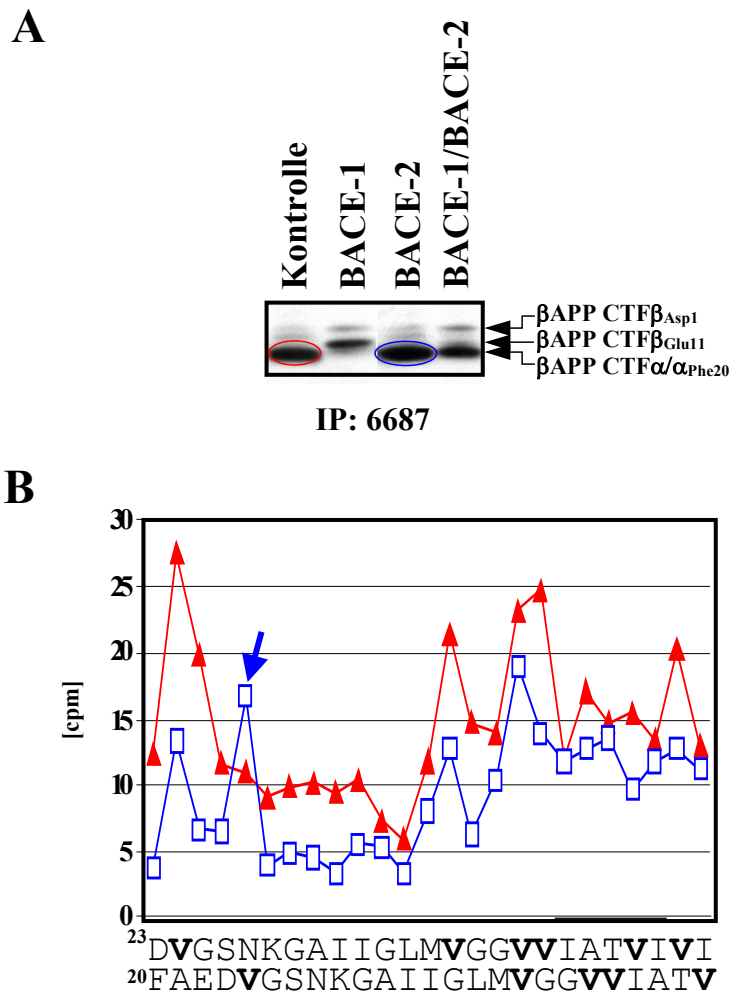 A
Kontrolle
BACE-1
BACE-2
BACE-1/BACE-2
βAPP CTFβAsp1
βAPP CTFβGlu11
βAPP CTFα/αPhe20
IP: 6687
B
30
25
20
15
10
5
0
[cpm]
23DVGSNKGAIIGLMVGGVVIATVIVI
20FAEDVGSNKGAIIGLMVGGVVIATV